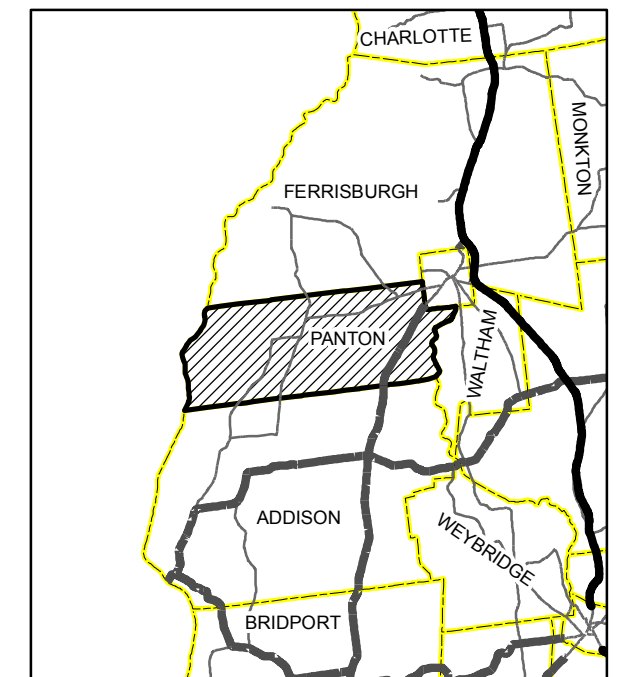 CHARLOTTE
MONKTON
FERRISBURGH
PANTON
WALTHAM
ADDISON
WEYBRIDGE
BRIDPORT